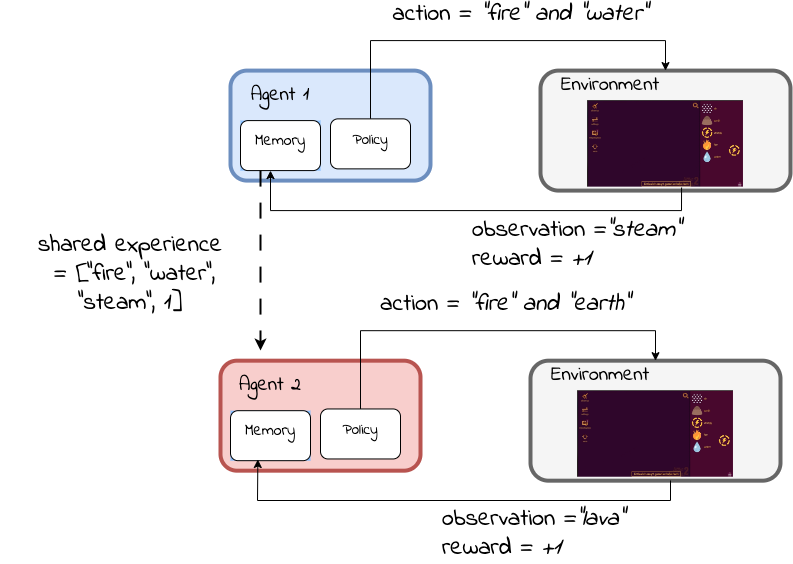 action = "fire" and "water"
Agent 1
Memory
Policy
Environment
observation ="steam"
reward = +1
shared experience
= ["fire", "water",
"steam", 1]
action = "fire" and "earth"
Agent 2
Memory
Policy
Environment
observation ="lava"
reward = +1